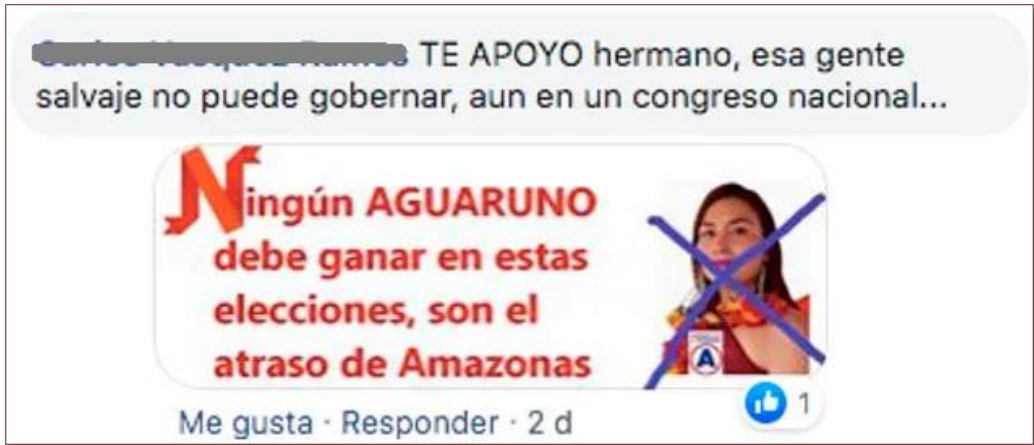 TE APOYO hermano, esa gente
salvaje no puede gobernar, aun en un congreso nacional...
Ningún AGUARUNO
debe ganar en estas
elecciones, son el
atraso de Amazonas
A
Me gusta · Responder · 2 d
1